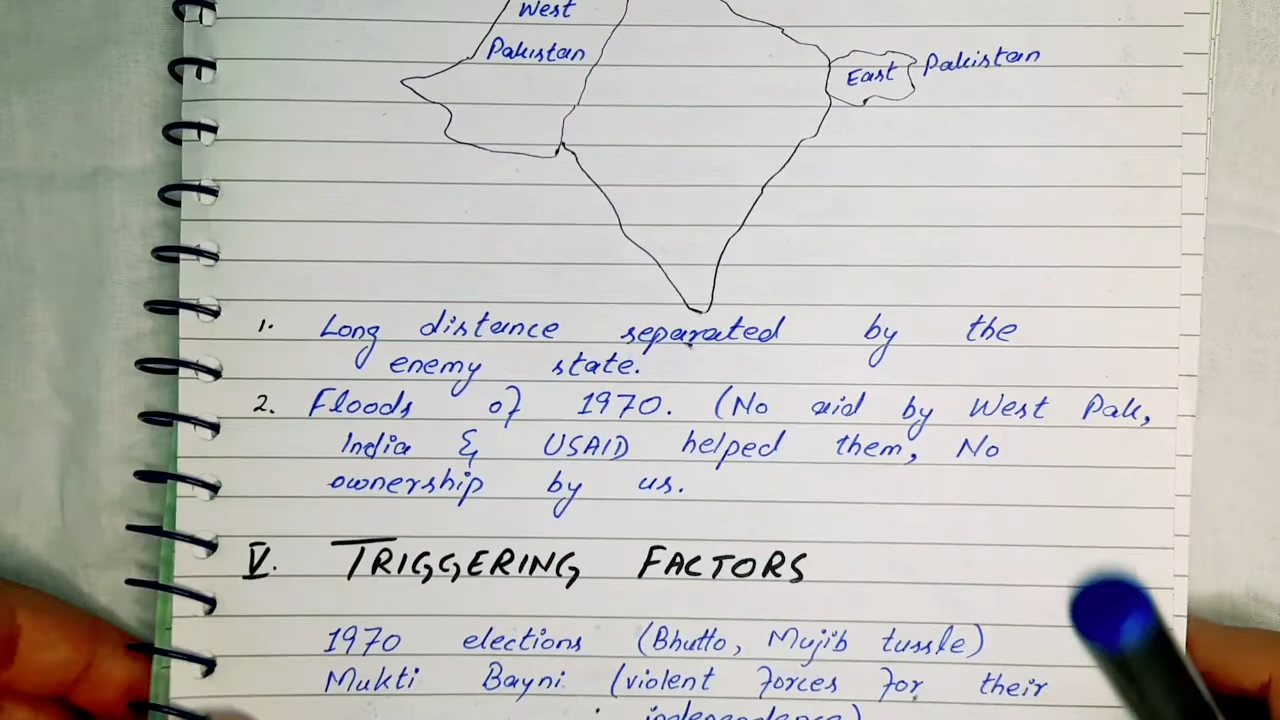 West
Pakistan
East Pakistan
1. Long distance separated by the
enemy state.
2. Floods of 1970. (No aid by West Pak,
India & USAID helped them, No
ownership by us.
V. TRIGGERING FACTORS
1970 elections (Bhutto, Mujib tussle)
Mukti Bayni (violent forces for their
independence)